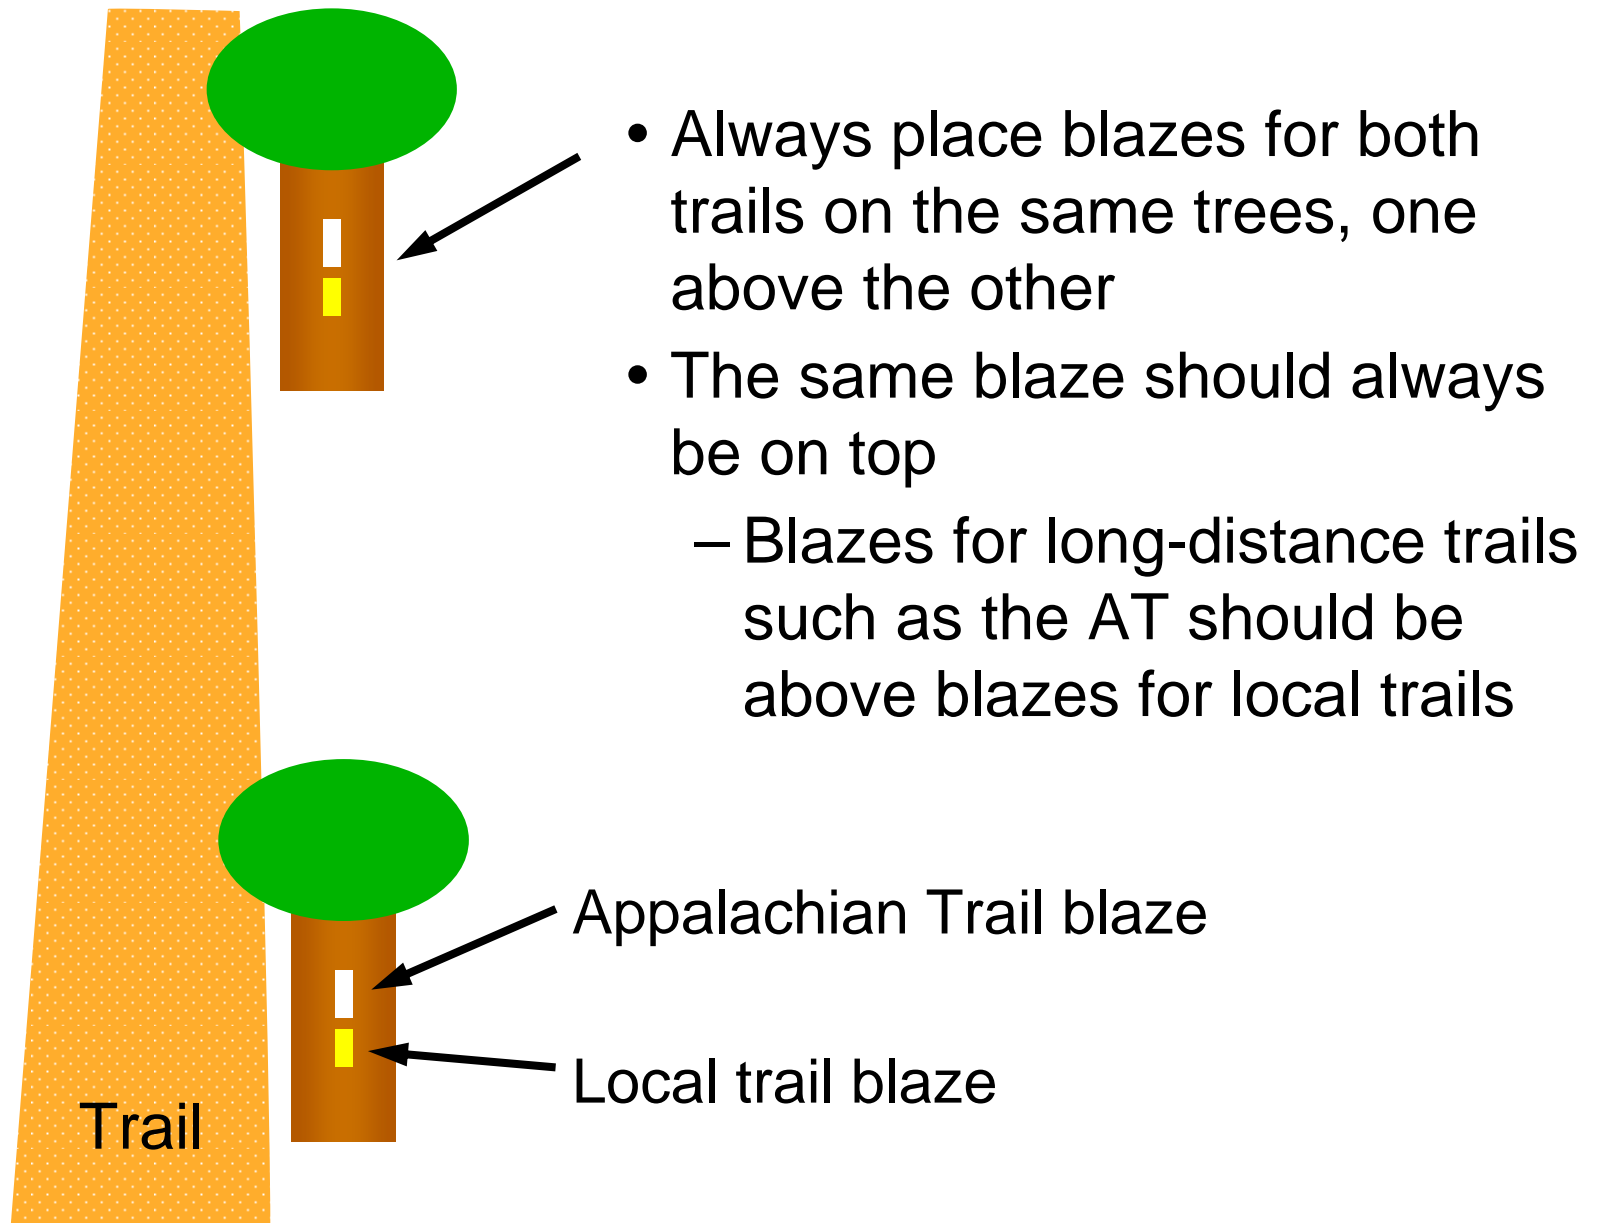 • Always place blazes for both
trails on the same trees, one
above the other
• The same blaze should always
be on top
– Blazes for long-distance trails
such as the AT should be
above blazes for local trails
Appalachian Trail blaze
Local trail blaze
Trail